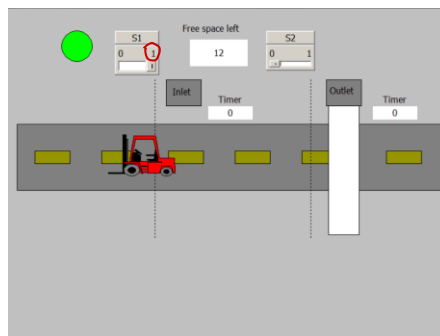 S1
0 1
Free space left
12
S2
0 1
Inlet
Timer
0
Outlet
Timer
0